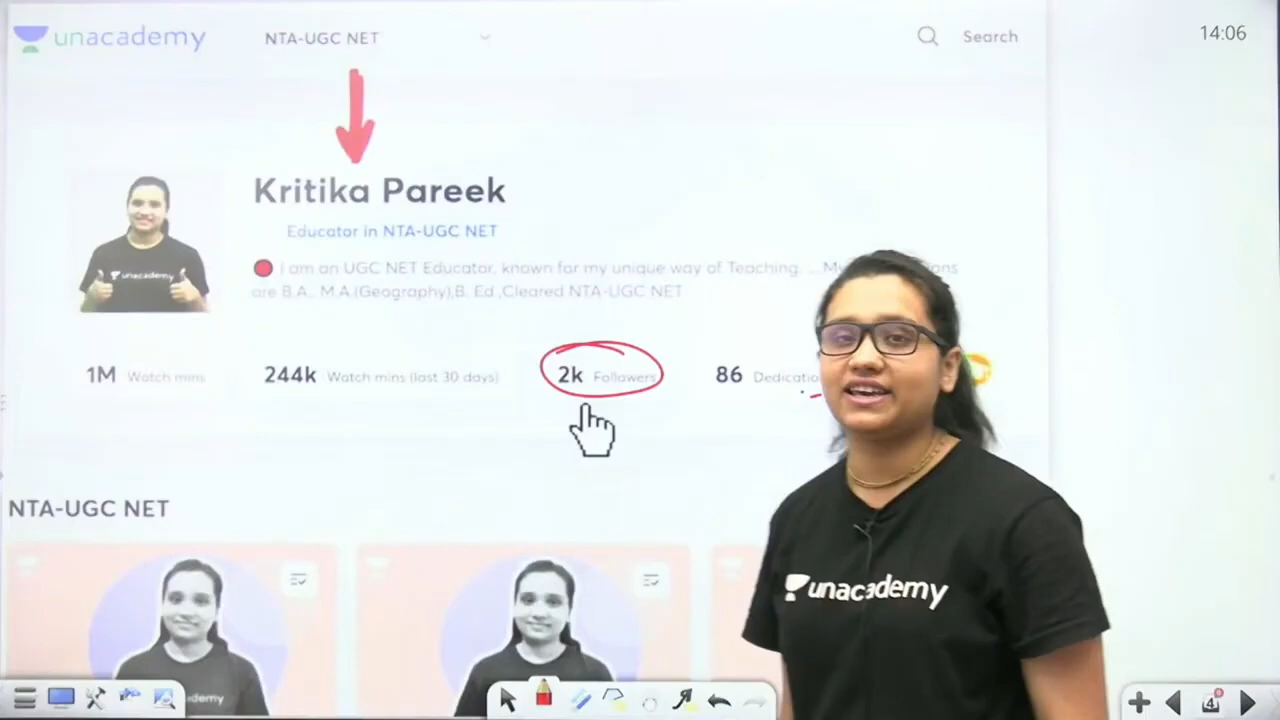 unacademy NTA-UGC NET Search 14:06
Kritika Pareek
Educator in NTA-UGC NET
I am an UGC NET Educator, known for my unique way of Teaching. ...
are B.A., M.A.(Geography),B. Ed ,Cleared NTA-UGC NET
1M Watch mins 244k Watch mins (last 30 days) 2k Followers 86
NTA-UGC NET
unacademy
unacademy
4